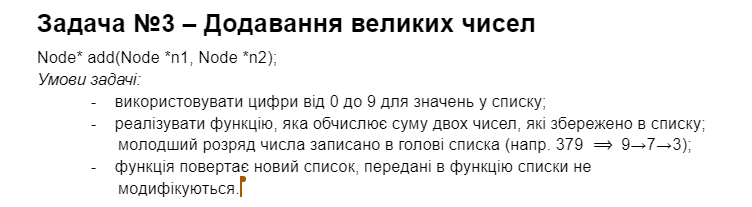 Задача №3 – Додавання великих чисел
Node* add(Node *n1, Node *n2);
Умови задачі:
- використовувати цифри від 0 до 9 для значень у списку;
- реалізувати функцію, яка обчислює суму двох чисел, які збережено в списку;
молодший розряд числа записано в голові списка (напр. 379 ⟹ 9→7→3);
- функція повертає новий список, передані в функцію списки не
модифікуються.